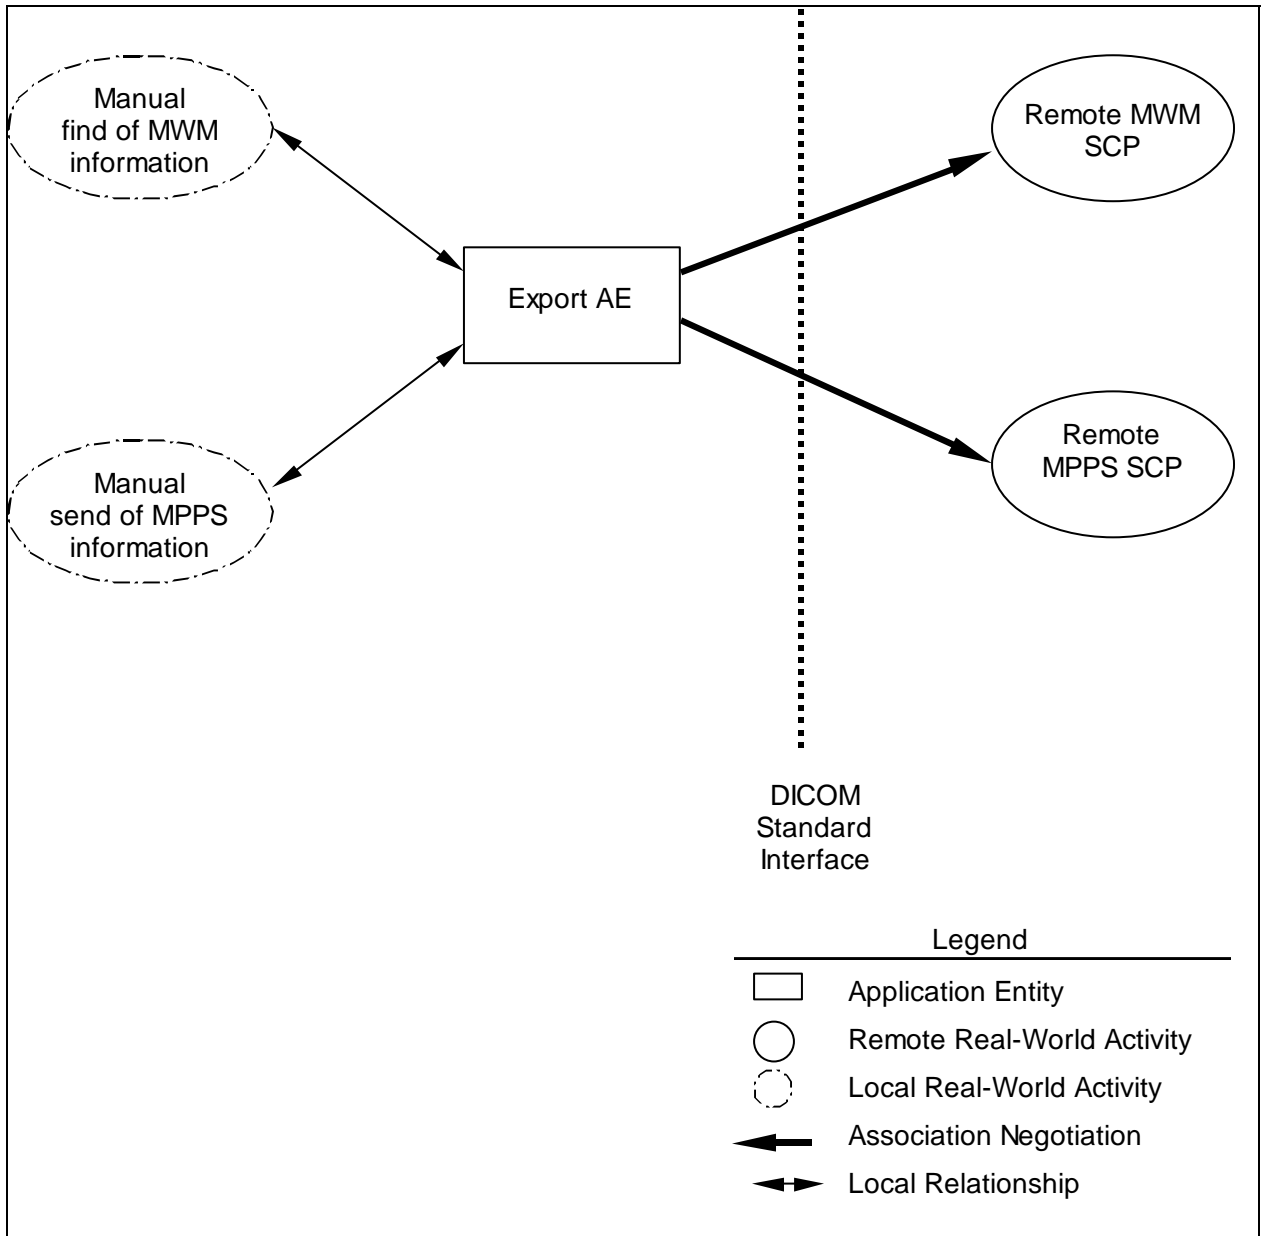 Manual
find of MWM
information
Remote MWM
SCP
Export AE
Manual
send of MPPS
information
Remote
MPPS SCP
DICOM
Standard
Interface
Legend
Application Entity
Remote Real-World Activity
Local Real-World Activity
Association Negotiation
Local Relationship